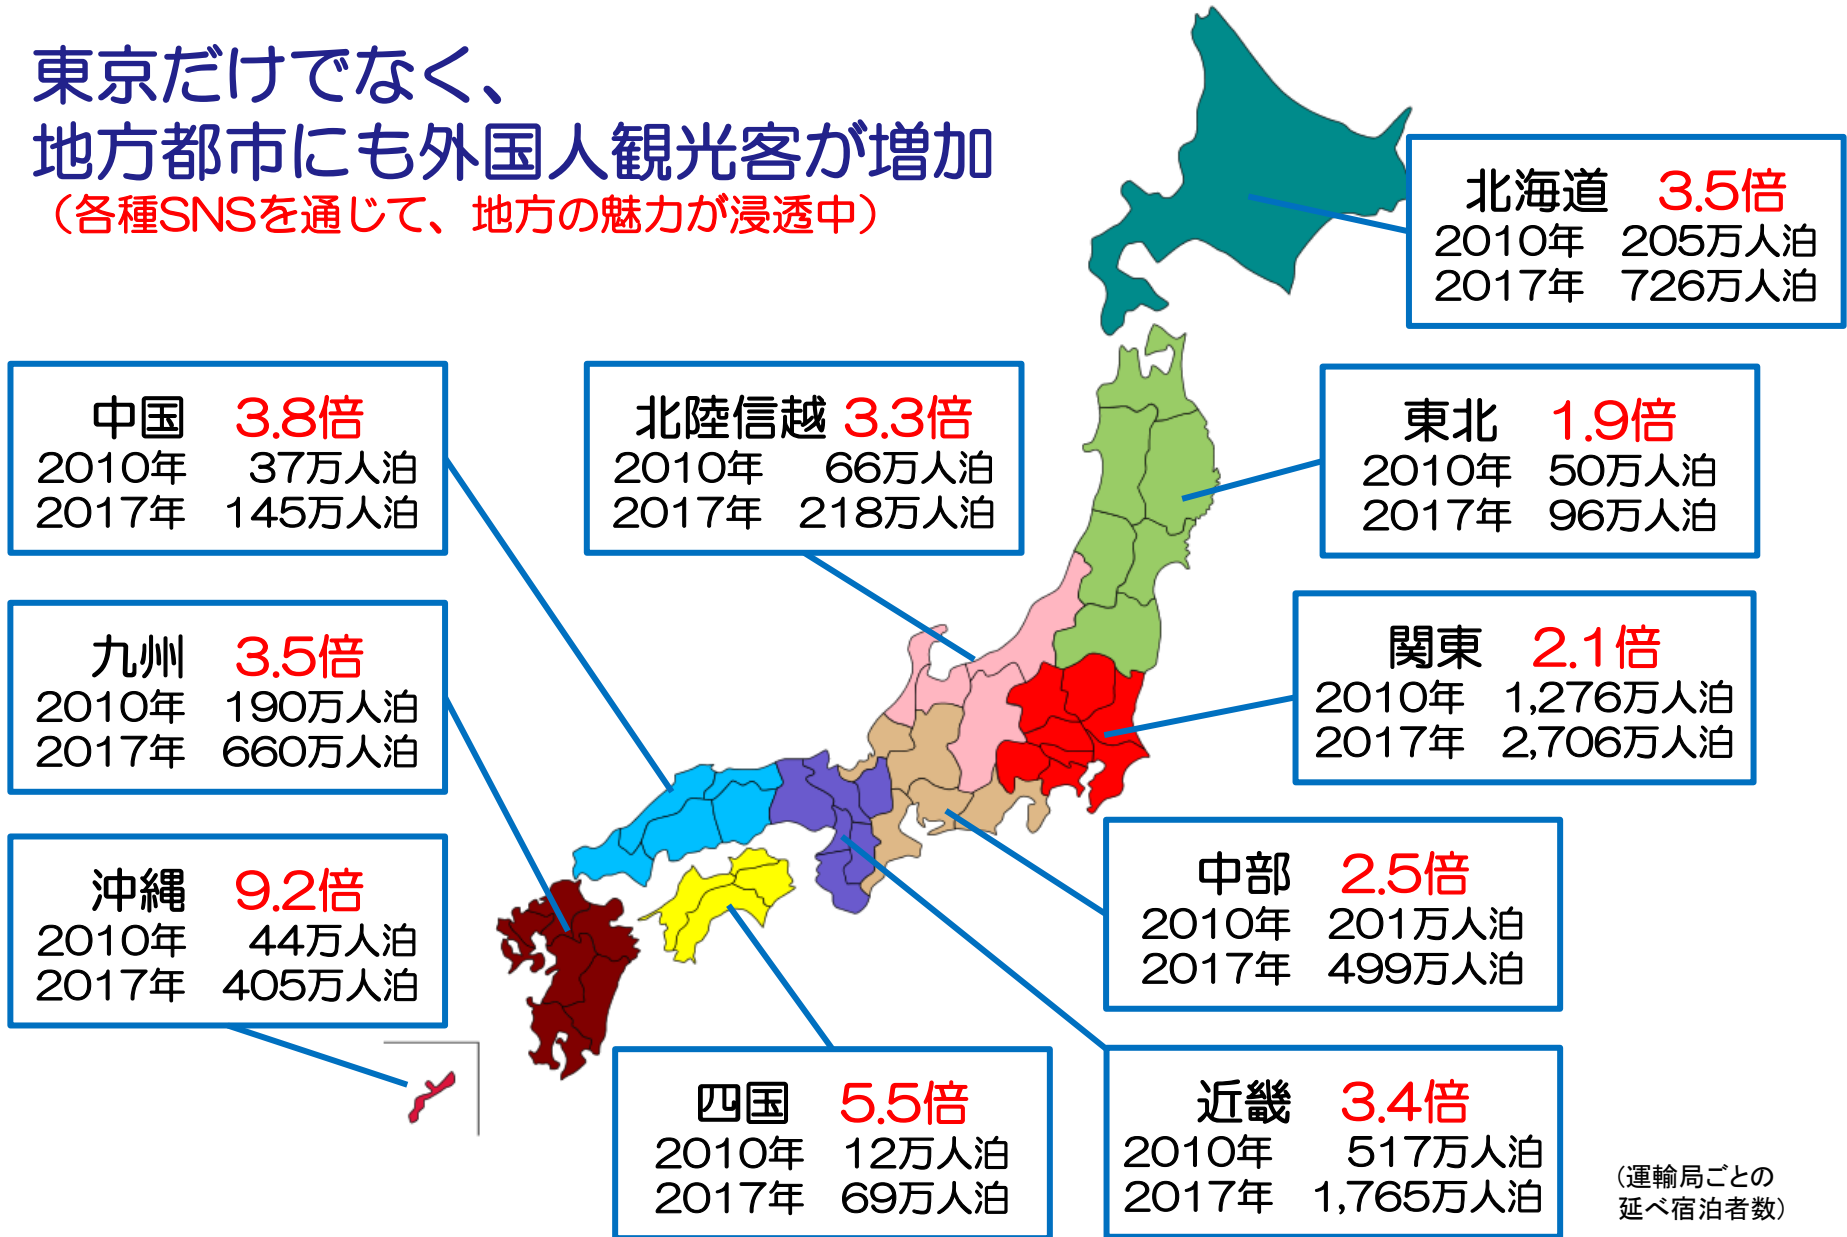 東京だけでなく、
地方都市にも外国人観光客が増加
（各種SNSを通じて、地方の魅力が浸透中）
北海道　3.5倍
2010年　205万人泊
2017年　726万人泊
中国　3.8倍
2010年　37万人泊
2017年　145万人泊
北陸信越 3.3倍
2010年　66万人泊
2017年　218万人泊
東北　1.9倍
2010年　50万人泊
2017年　96万人泊
九州　3.5倍
2010年　190万人泊
2017年　660万人泊
関東　2.1倍
2010年　1,276万人泊
2017年　2,706万人泊
沖縄　9.2倍
2010年　44万人泊
2017年　405万人泊
中部　2.5倍
2010年　201万人泊
2017年　499万人泊
四国　5.5倍
2010年　12万人泊
2017年　69万人泊
近畿　3.4倍
2010年　517万人泊
2017年　1,765万人泊
（運輸局ごとの
延べ宿泊者数）